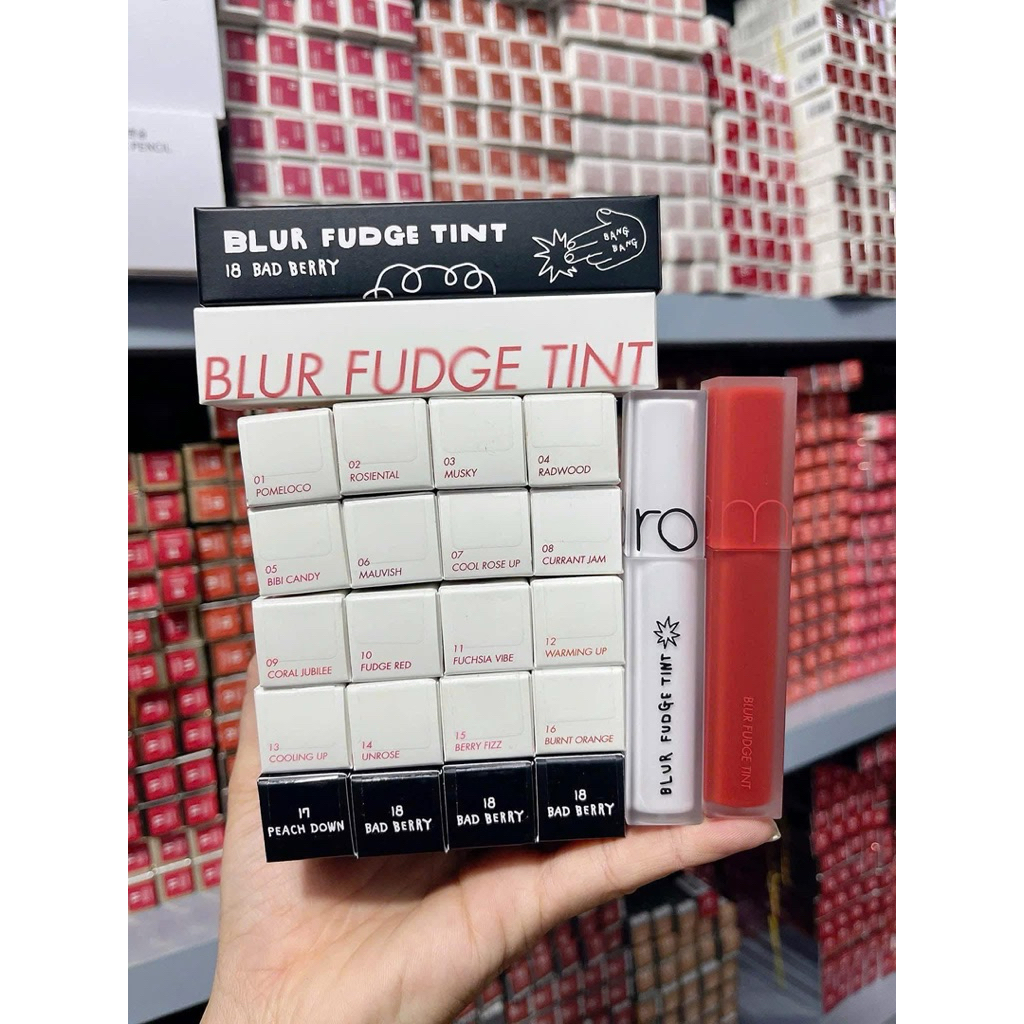 PENCIL
BLUR FUDGE TINT
18 BAD BERRY
BANG
BANG
BLUR FUDGE TINT
01
POMELOCO
02
ROSIENTAL
03
MUSKY
04
RADWOOD
05
BIBI CANDY
06
MAUVISH
07
COOL ROSE UP
08
CURRANT JAM
09
CORAL JUBILEE
10
FUDGE RED
11
FUCHSIA VIBE
12
WARMING UP
13
COOLING UP
14
UNROSE
15
BERRY FIZZ
16
BURNT ORANGE
17
PEACH DOWN
18
BAD BERRY
18
BAD BERRY
18
BAD BERRY
ro
m
BLUR FUDGE TINT
BLUR FUDGE TINT